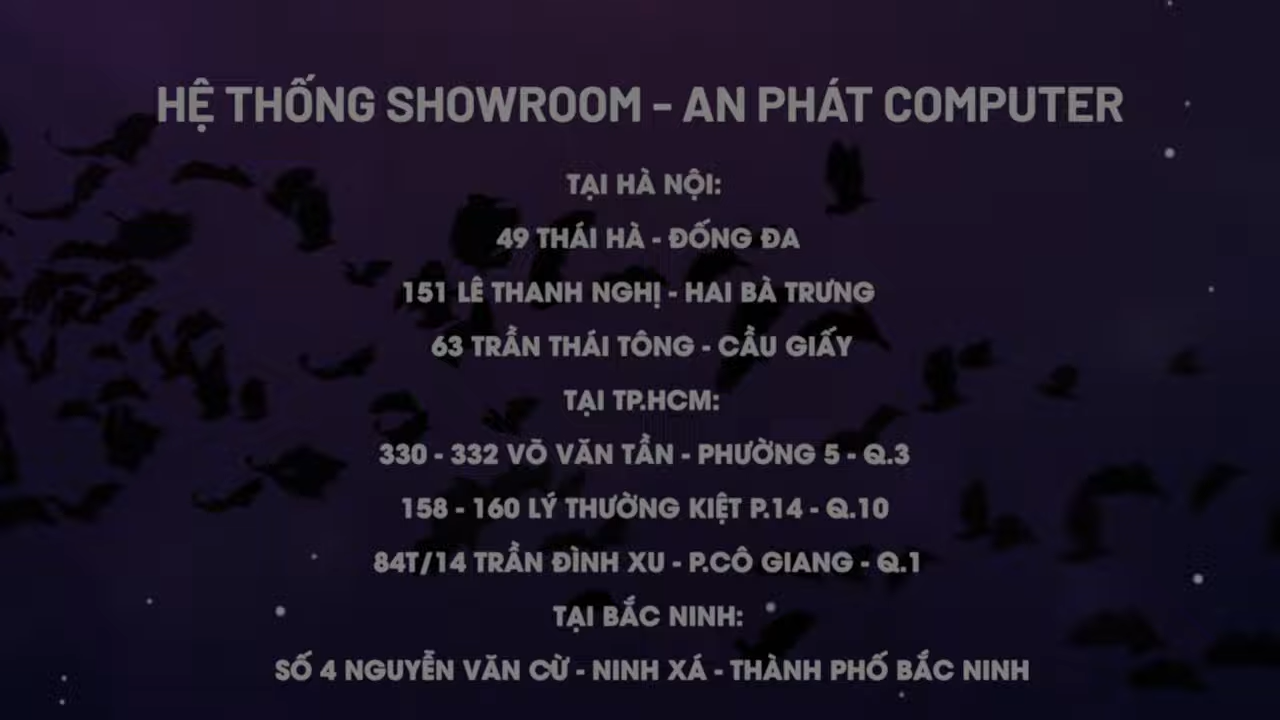 HỆ THỐNG SHOWROOM - AN PHÁT COMPUTER
TẠI HÀ NỘI:
49 THÁI HÀ - ĐỐNG ĐA
151 LÊ THANH NGHỊ - HAI BÀ TRƯNG
63 TRẦN THÁI TÔNG - CẦU GIẤY
TẠI TP.HCM:
330 - 332 VÕ VĂN TẦN - PHƯỜNG 5 - Q.3
158 - 160 LÝ THƯỜNG KIỆT P.14 - Q.10
84T/14 TRẦN ĐÌNH XU - P.CÔ GIANG - Q.1
TẠI BẮC NINH:
SỐ 4 NGUYỄN VĂN CỪ - NINH XÁ - THÀNH PHỐ BẮC NINH